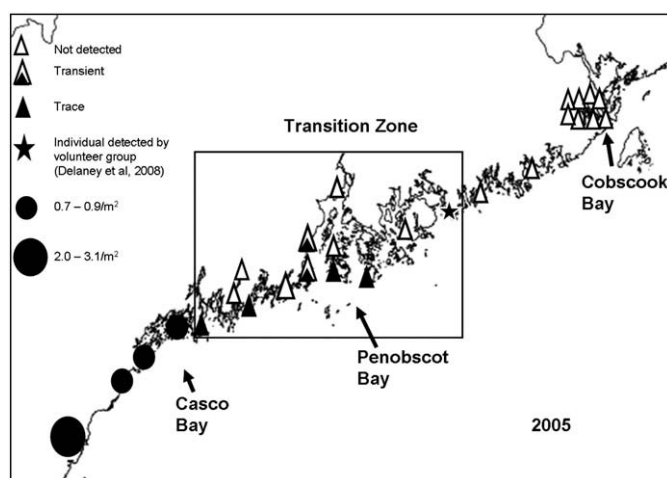 Not detected
Transient
Trace
Individual detected by
volunteer group
(Delaney et al, 2008)
0.7 – 0.9/m²
2.0 – 3.1/m²
Transition Zone
Cobscook
Bay
Penobscot
Bay
Casco
Bay
2005